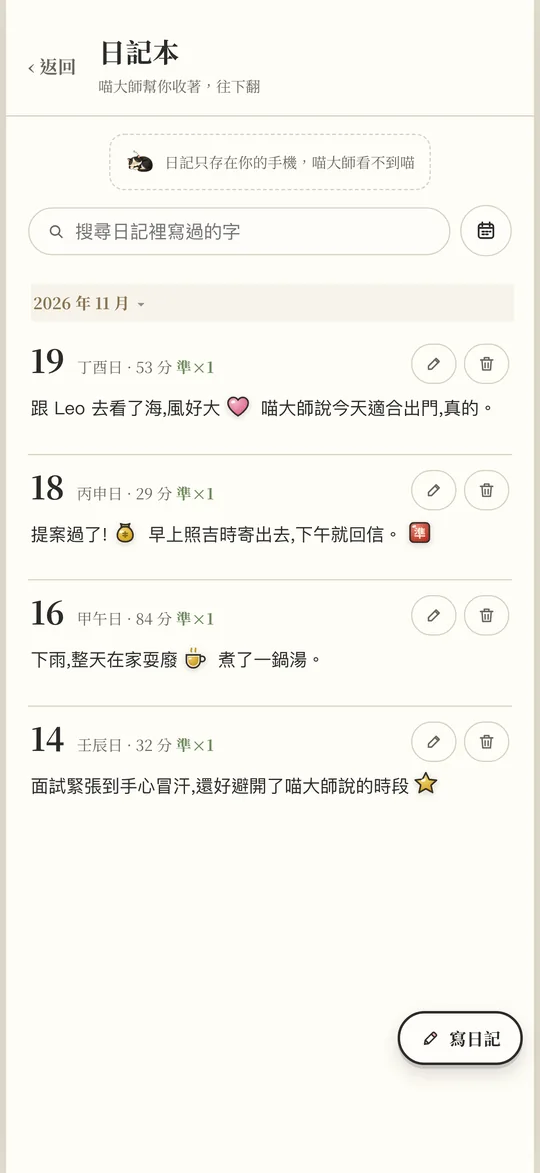 ‹ 返回
日記本
喵大師幫你收著，往下翻
日記只存在你的手機，喵大師看不到喵
搜尋日記裡寫過的字
2026 年 11 月
19 丁酉日 · 53 分 準×1
跟 Leo 去看了海,風好大 喵大師說今天適合出門,真的。
18 丙申日 · 29 分 準×1
提案過了! 早上照吉時寄出去,下午就回信。 準
16 甲午日 · 84 分 準×1
下雨,整天在家耍廢 煮了一鍋湯。
14 壬辰日 · 32 分 準×1
面試緊張到手心冒汗,還好避開了喵大師說的時段
寫日記